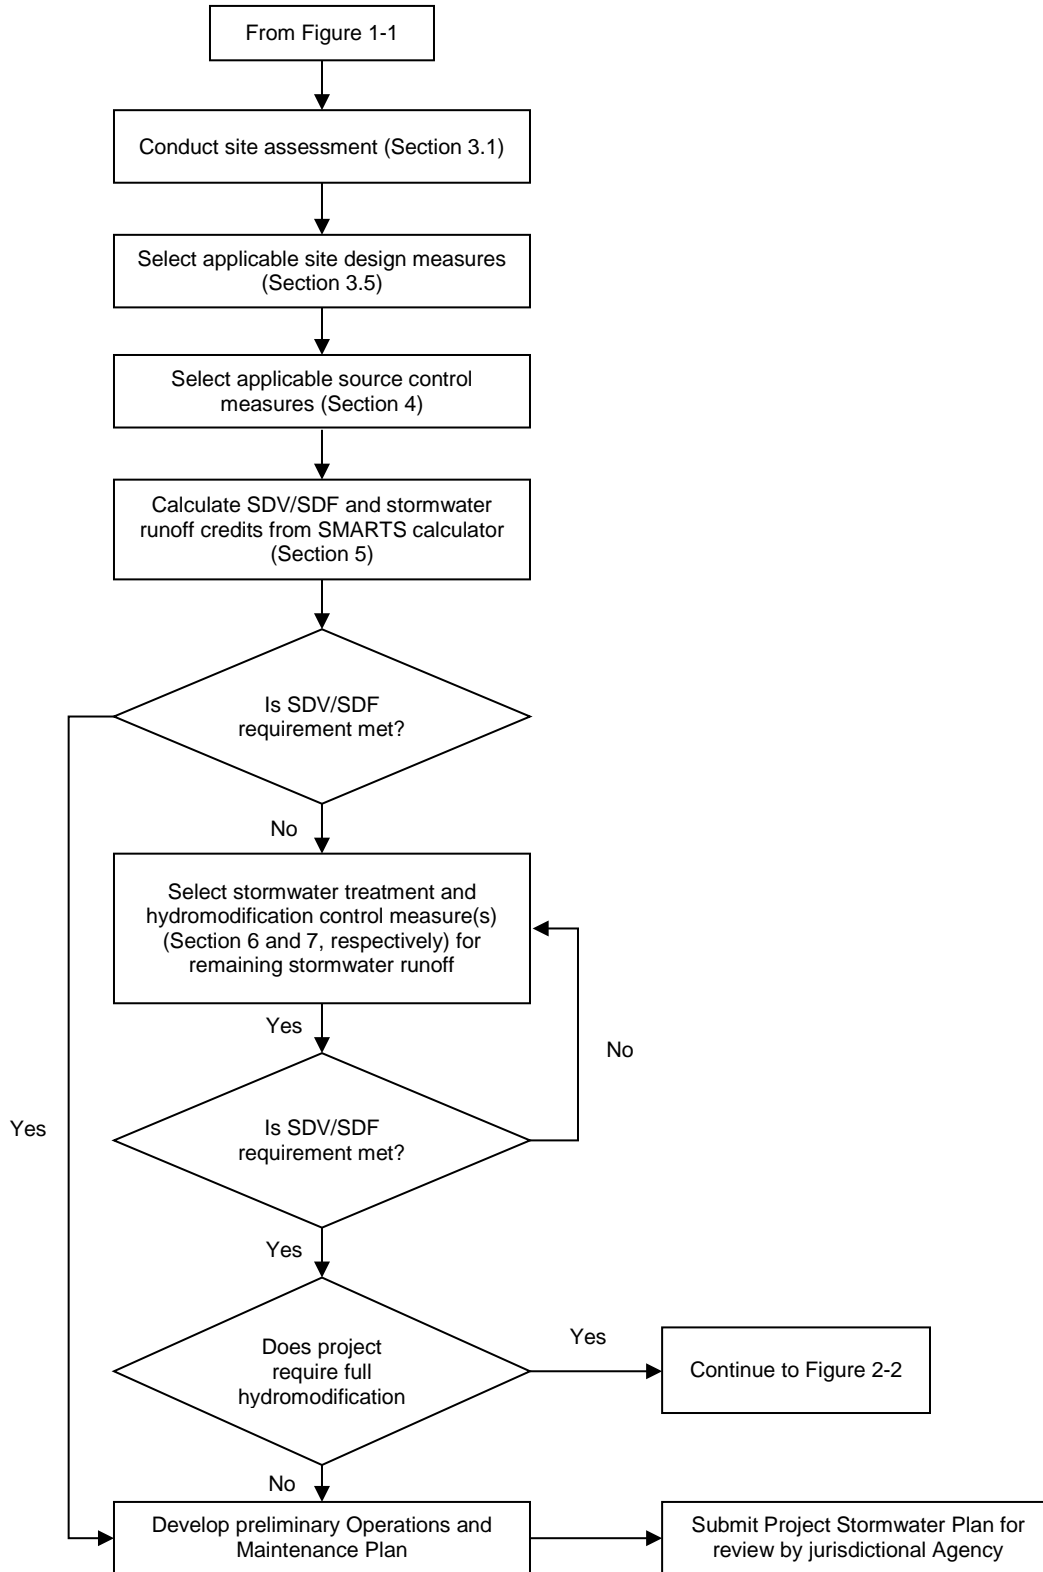 From Figure 1-1
Conduct site assessment (Section 3.1)
Select applicable site design measures
(Section 3.5)
Select applicable source control
measures (Section 4)
Calculate SDV/SDF and stormwater
runoff credits from SMARTS calculator
(Section 5)
Is SDV/SDF
requirement met?
No
Select stormwater treatment and
hydromodification control measure(s)
(Section 6 and 7, respectively) for
remaining stormwater runoff
Yes
No
Yes
Is SDV/SDF
requirement met?
Yes
Does project
require full
hydromodification
Yes
Continue to Figure 2-2
No
Develop preliminary Operations and
Maintenance Plan
Submit Project Stormwater Plan for
review by jurisdictional Agency